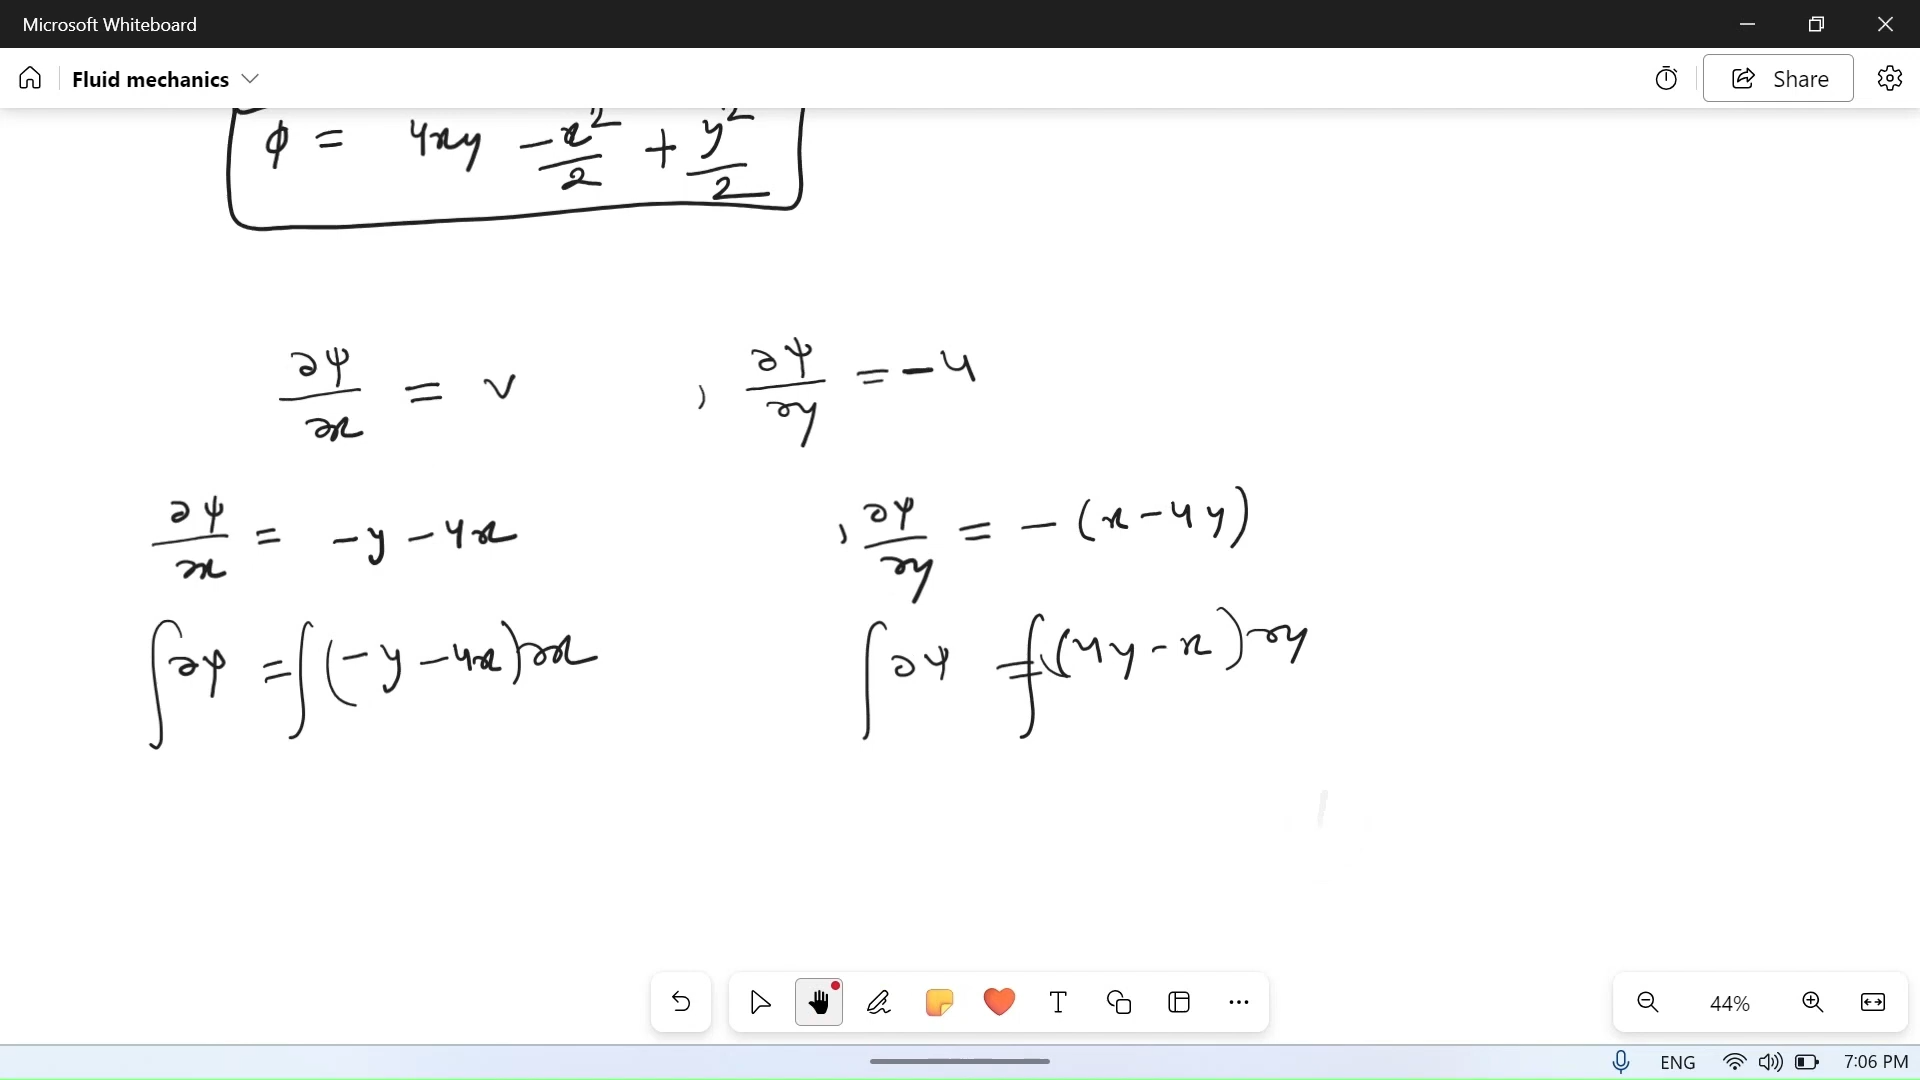 Microsoft Whiteboard
Fluid mechanics
Share
ϕ = 4xy - x²/2 + y²/2
∂ψ/∂x = v , ∂ψ/∂y = -u
∂ψ/∂x = -y - 4x , ∂ψ/∂y = - (x - 4y)
∫∂ψ = ∫(-y - 4x)∂x ∫∂ψ = ∫(4y - x)∂y
T
44%
ENG 7:06 PM